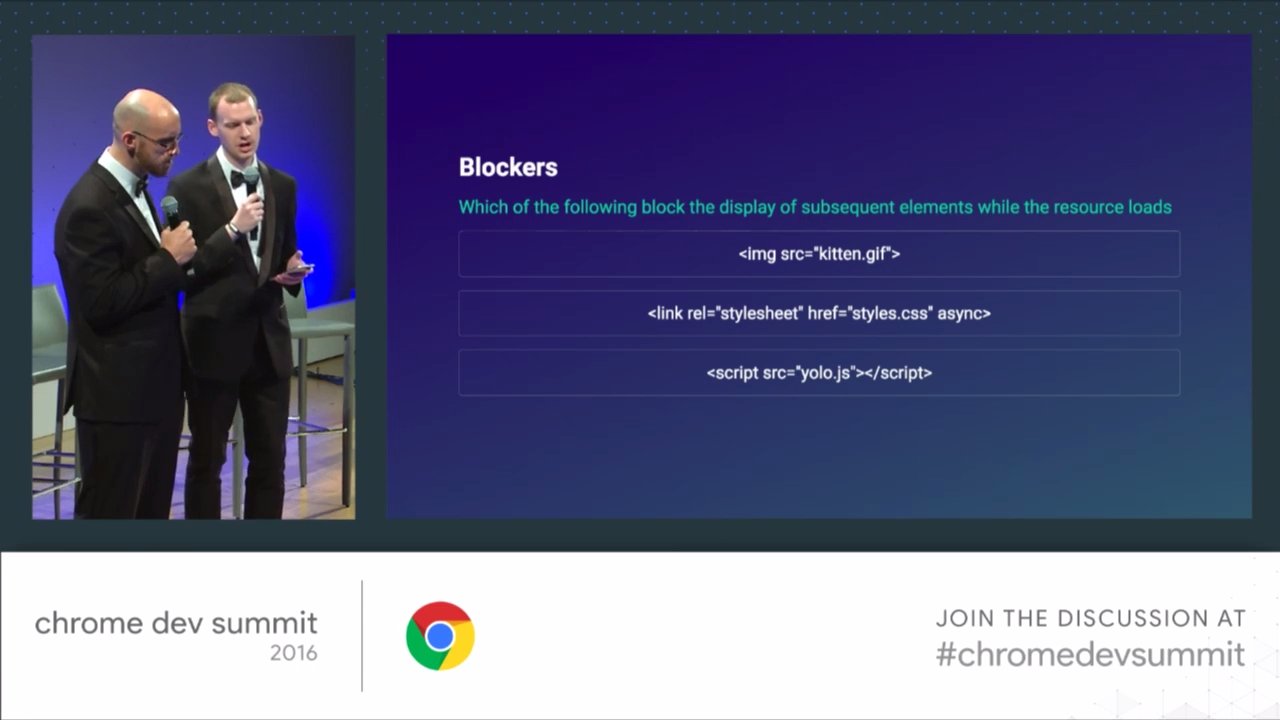 Blockers
Which of the following block the display of subsequent elements while the resource loads
<img src="kitten.gif">
<link rel="stylesheet" href="styles.css" async>
<script src="yolo.js"></script>
chrome dev summit
2016
JOIN THE DISCUSSION AT
#chromedevsummit